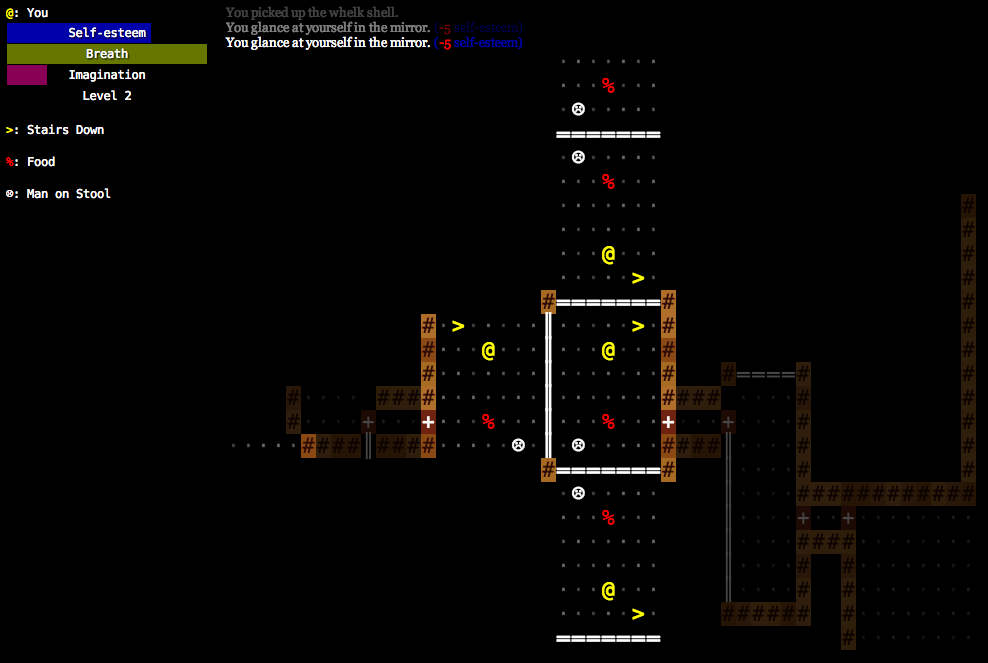 @: You
Self-esteem
Breath
Imagination
Level 2
>: Stairs Down
%: Food
☹: Man on Stool
You picked up the whelk shell.
You glance at yourself in the mirror. (-5 self-esteem)
You glance at yourself in the mirror. (-5 self-esteem)